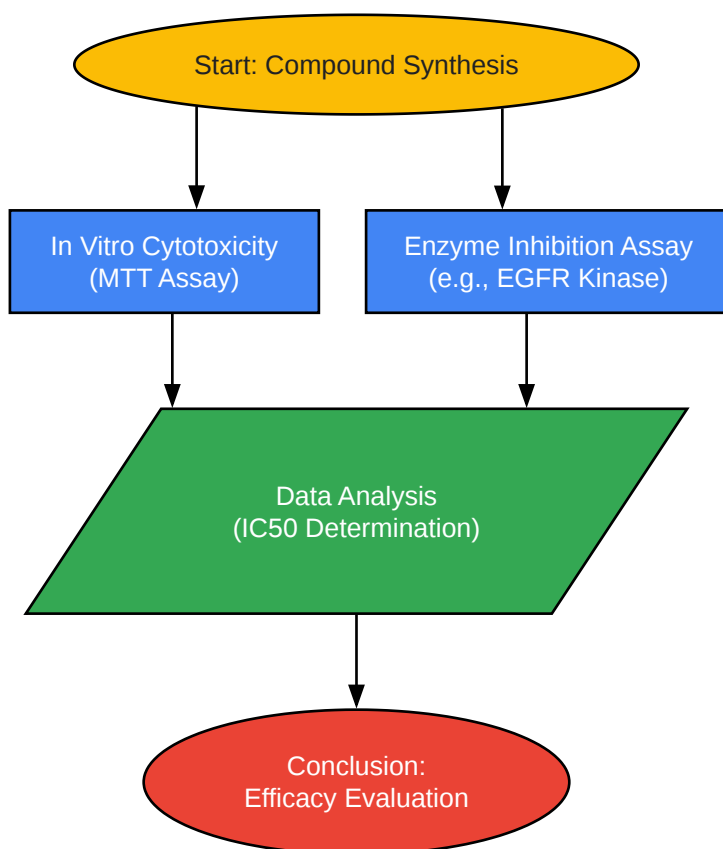 Start: Compound Synthesis
In Vitro Cytotoxicity
(MTT Assay)
Enzyme Inhibition Assay
(e.g., EGFR Kinase)
Data Analysis
(IC50 Determination)
Conclusion:
Efficacy Evaluation